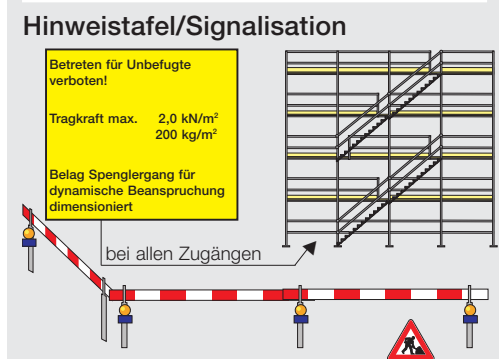 Hinweistafel/Signalisation
Betreten für Unbefugte
verboten!
Tragkraft max. 2,0 kN/m²
200 kg/m²
Belag Spenglergang für
dynamische Beanspruchung
dimensioniert
bei allen Zugängen